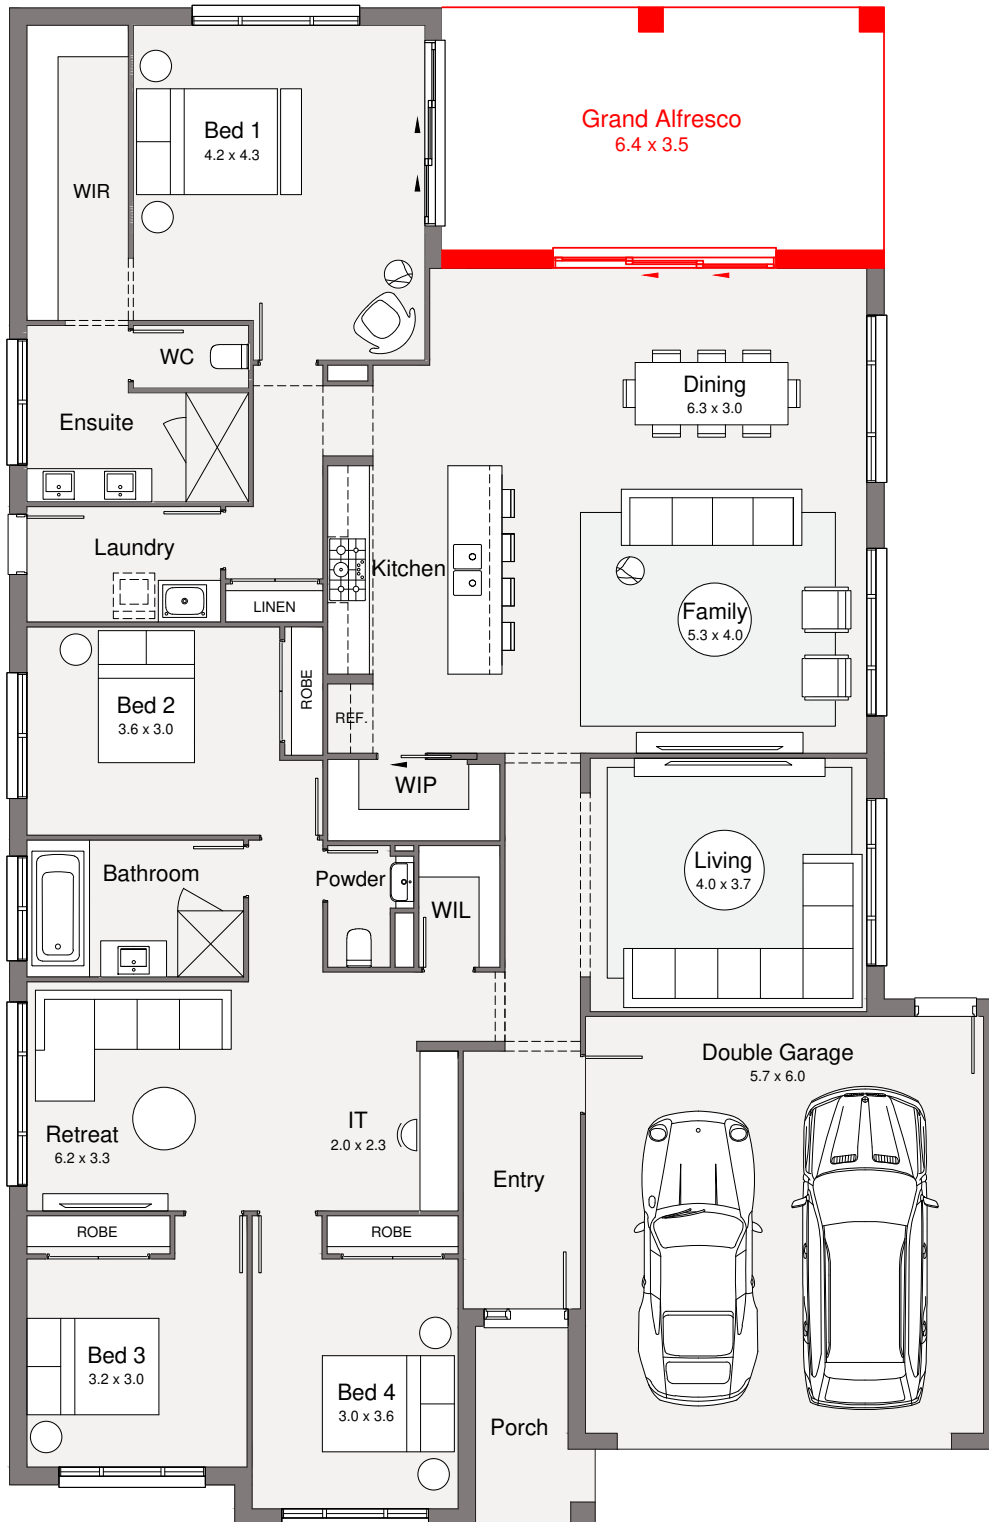 Grand Alfresco
6.4 x 3.5
Bed 1
4.2 x 4.3
WIR
WC
Ensuite
Dining
6.3 x 3.0
Laundry
LINEN
Kitchen
Family
5.3 x 4.0
Bed 2
3.6 x 3.0
ROBE
REF.
WIP
Bathroom
Powder
WIL
Living
4.0 x 3.7
Double Garage
5.7 x 6.0
Retreat
6.2 x 3.3
IT
2.0 x 2.3
Entry
ROBE
ROBE
Bed 3
3.2 x 3.0
Bed 4
3.0 x 3.6
Porch